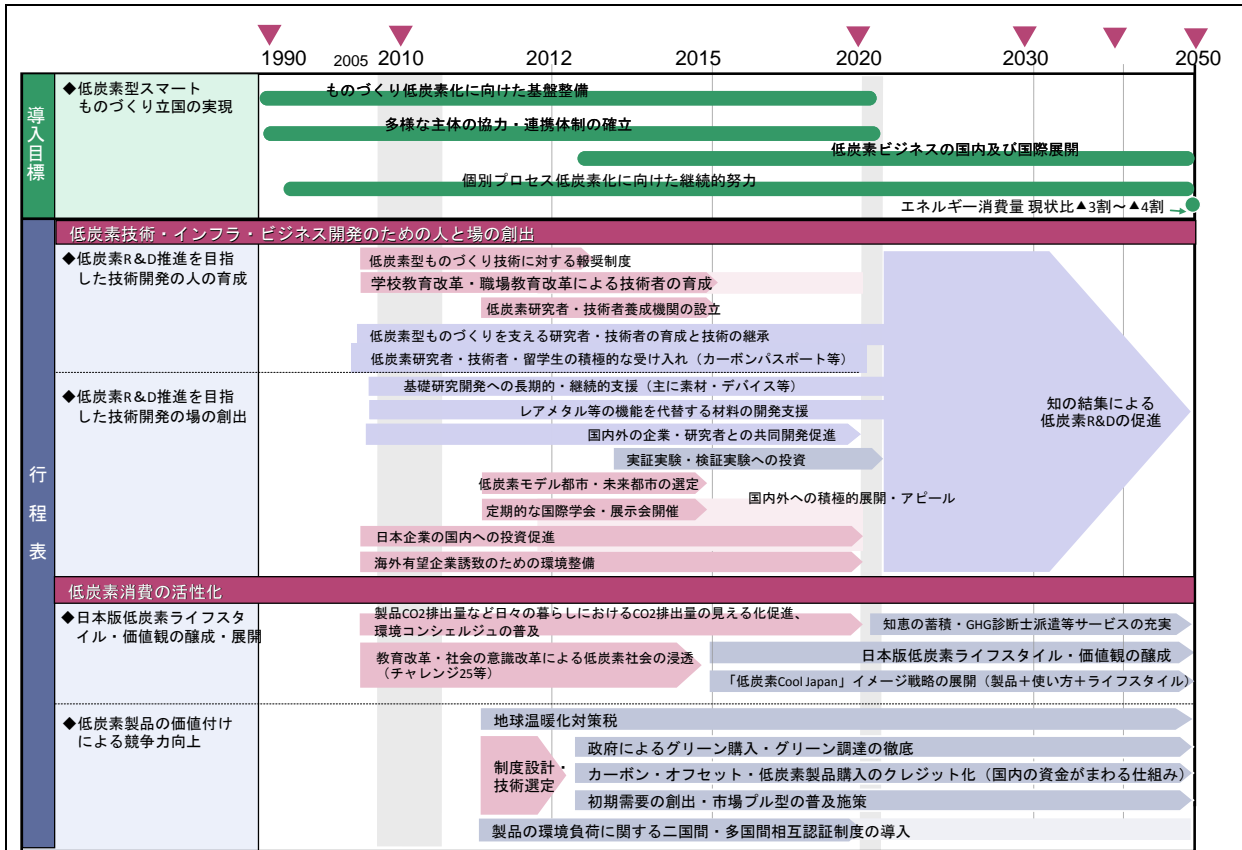 1990 2005 2010 2012 2015 2020 2030 2050
導入目標
◆低炭素型スマート
ものづくり立国の実現
ものづくり低炭素化に向けた基盤整備
多様な主体の協力・連携体制の確立
低炭素ビジネスの国内及び国際展開
個別プロセス低炭素化に向けた継続的努力
エネルギー消費量 現状比▲3割～▲4割
行程表
低炭素技術・インフラ・ビジネス開発のための人と場の創出
◆低炭素R&D推進を目指
した技術開発の人の育成
低炭素型ものづくり技術に対する報奨制度
学校教育改革・職場教育改革による技術者の育成
低炭素研究者・技術者養成機関の設立
低炭素型ものづくりを支える研究者・技術者の育成と技術の継承
低炭素研究者・技術者・留学生の積極的な受け入れ（カーボンパスポート等）
◆低炭素R&D推進を目指
した技術開発の場の創出
基礎研究開発への長期的・継続的支援（主に素材・デバイス等）
レアメタル等の機能を代替する材料の開発支援
国内外の企業・研究者との共同開発促進
実証実験・検証実験への投資
低炭素モデル都市・未来都市の選定
国内外への積極的展開・アピール
定期的な国際学会・展示会開催
日本企業の国内への投資促進
海外有望企業誘致のための環境整備
知の結集による
低炭素R&Dの促進
低炭素消費の活性化
◆日本版低炭素ライフスタ
イル・価値観の醸成・展開
製品CO2排出量など日々の暮らしにおけるCO2排出量の見える化促進、
環境コンシェルジュの普及
知恵の蓄積・GHG診断士派遣等サービスの充実
教育改革・社会の意識改革による低炭素社会の浸透
（チャレンジ25等）
日本版低炭素ライフスタイル・価値観の醸成
「低炭素Cool Japan」イメージ戦略の展開（製品＋使い方＋ライフスタイル）
◆低炭素製品の価値付け
による競争力向上
地球温暖化対策税
制度設計・
技術選定
政府によるグリーン購入・グリーン調達の徹底
カーボン・オフセット・低炭素製品購入のクレジット化（国内の資金がまわる仕組み）
初期需要の創出・市場プル型の普及施策
製品の環境負荷に関する二国間・多国間相互認証制度の導入